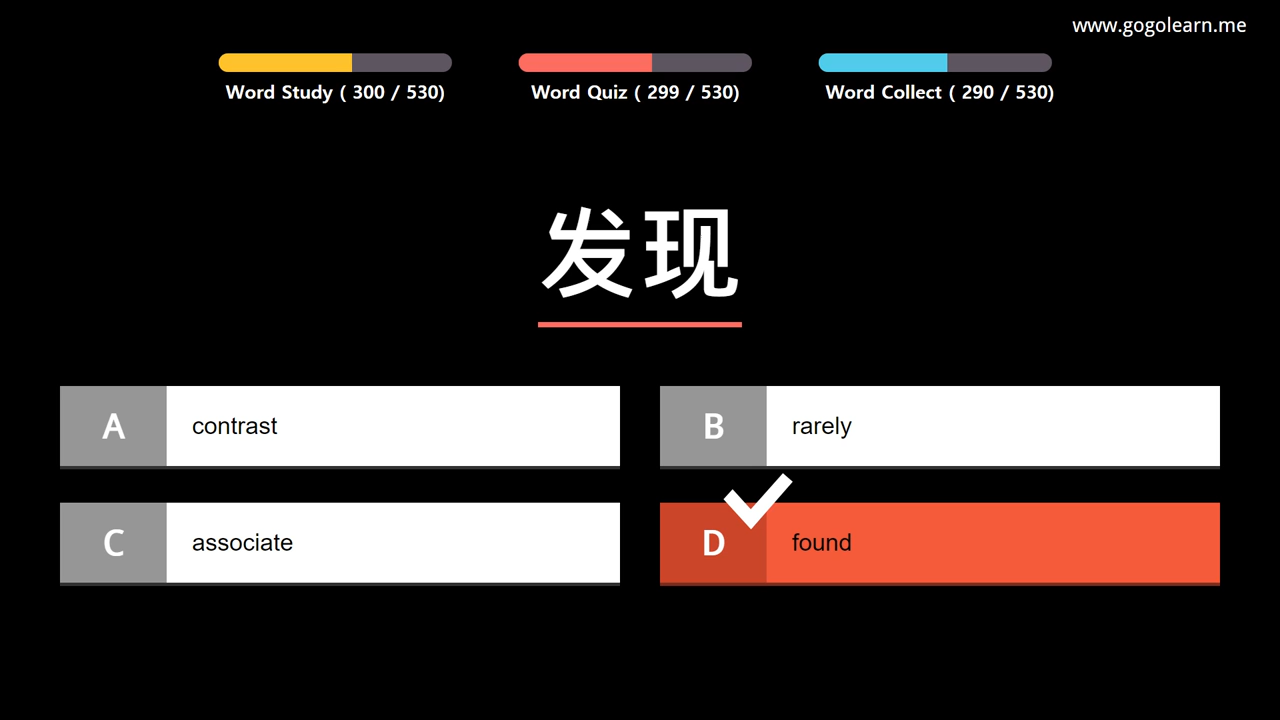 www.gogolearn.me
Word Study ( 300 / 530)
Word Quiz ( 299 / 530)
Word Collect ( 290 / 530)
发现
A contrast
B rarely
C associate
D found